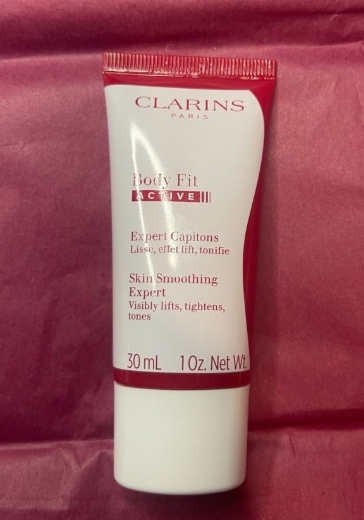 CLARINS
PARIS
Body Fit
ACTIVE
Expert Capitons
Lisse, effet lift, tonifie
Skin Smoothing
Expert
Visibly lifts, tightens,
tones
30 mL 1 Oz. Net Wt.